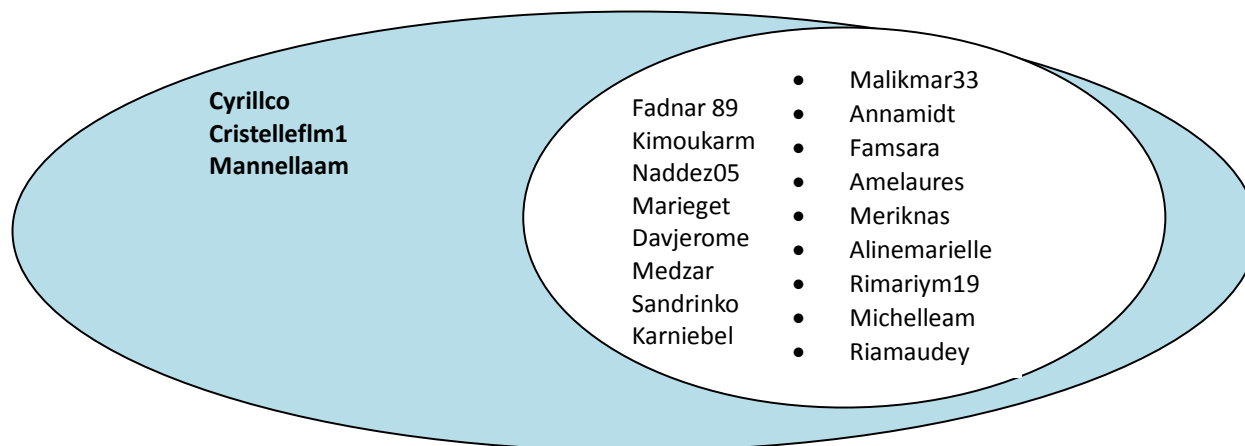 Cyrillco
Cristelleflm1
Mannellaam
Fadnar 89
Kimoukarm
Naddez05
Marieget
Davjerome
Medzar
Sandrinko
Karniebel
• Malikmar33
• Annamidt
• Famsara
• Amelaures
• Meriknas
• Alinemarielle
• Rimariym19
• Michelleam
• Riamaudey